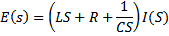 E(s) = (LS + R + 1/CS) I(S)